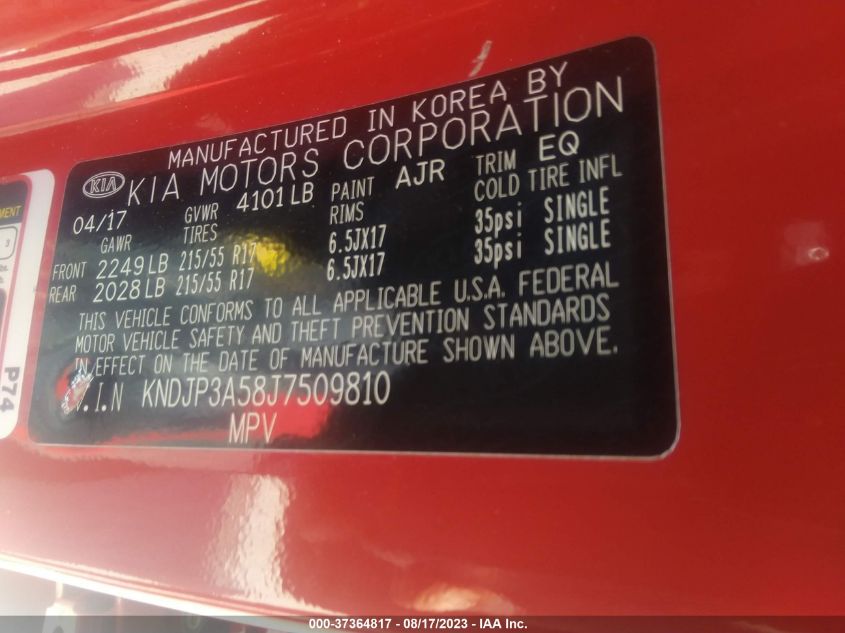 MANUFACTURED IN KOREA BY
KIA KIA MOTORS CORPORATION
04/17 GVWR 4101 LB PAINT AJR TRIM EQ
GAWR TIRES RIMS COLD TIRE INFL
FRONT 2249 LB 215/55 R17 6.5JX17 35psi SINGLE
REAR 2028 LB 215/55 R17 6.5JX17 35psi SINGLE
THIS VEHICLE CONFORMS TO ALL APPLICABLE U.S.A. FEDERAL
MOTOR VEHICLE SAFETY AND THEFT PREVENTION STANDARDS
IN EFFECT ON THE DATE OF MANUFACTURE SHOWN ABOVE.
V.I.N KNDJP3A58J7509810
MPV
3
P74
000-37364817 - 08/17/2023 - IAA Inc.